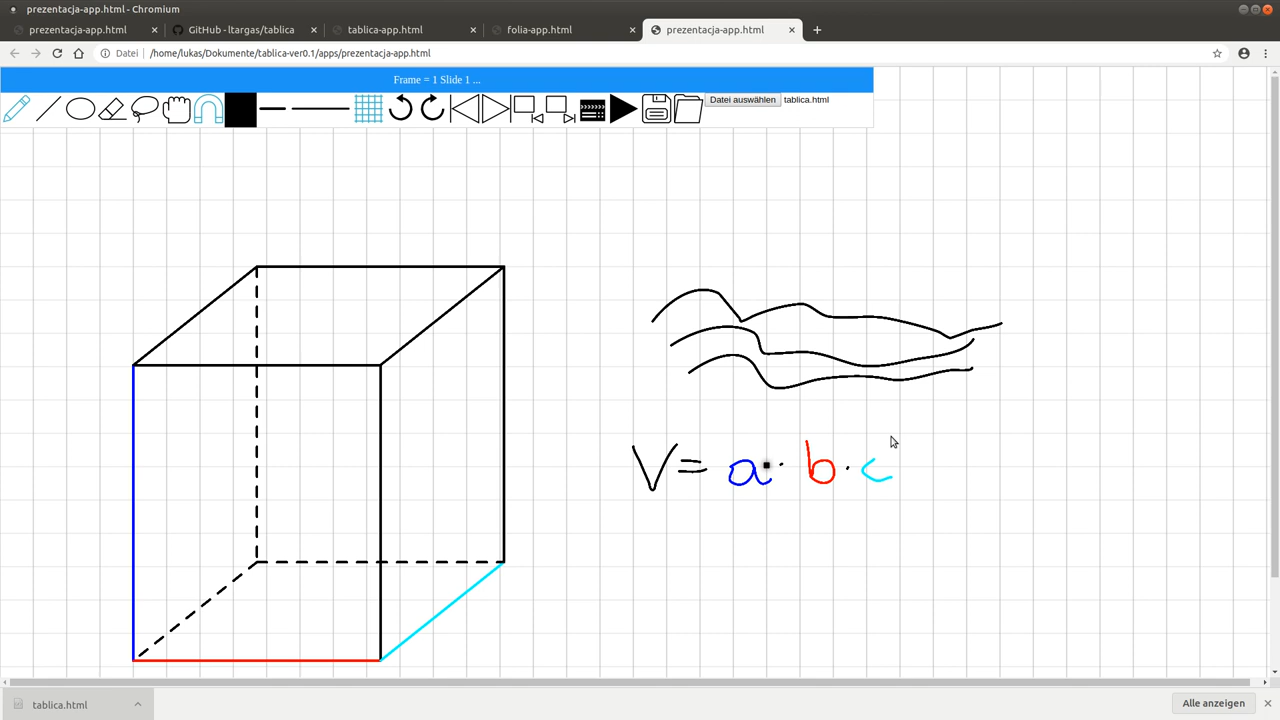 prezentacja-app.html - Chromium
prezentacja-app.html
GitHub - ltargas/tablica
tablica-app.html
folia-app.html
prezentacja-app.html
Datei
/home/lukas/Dokumente/tablica-ver0.1/apps/prezentacja-app.html
Frame = 1 Slide 1 ...
Datei auswählen tablica.html
V = a · b · c
tablica.html
Alle anzeigen